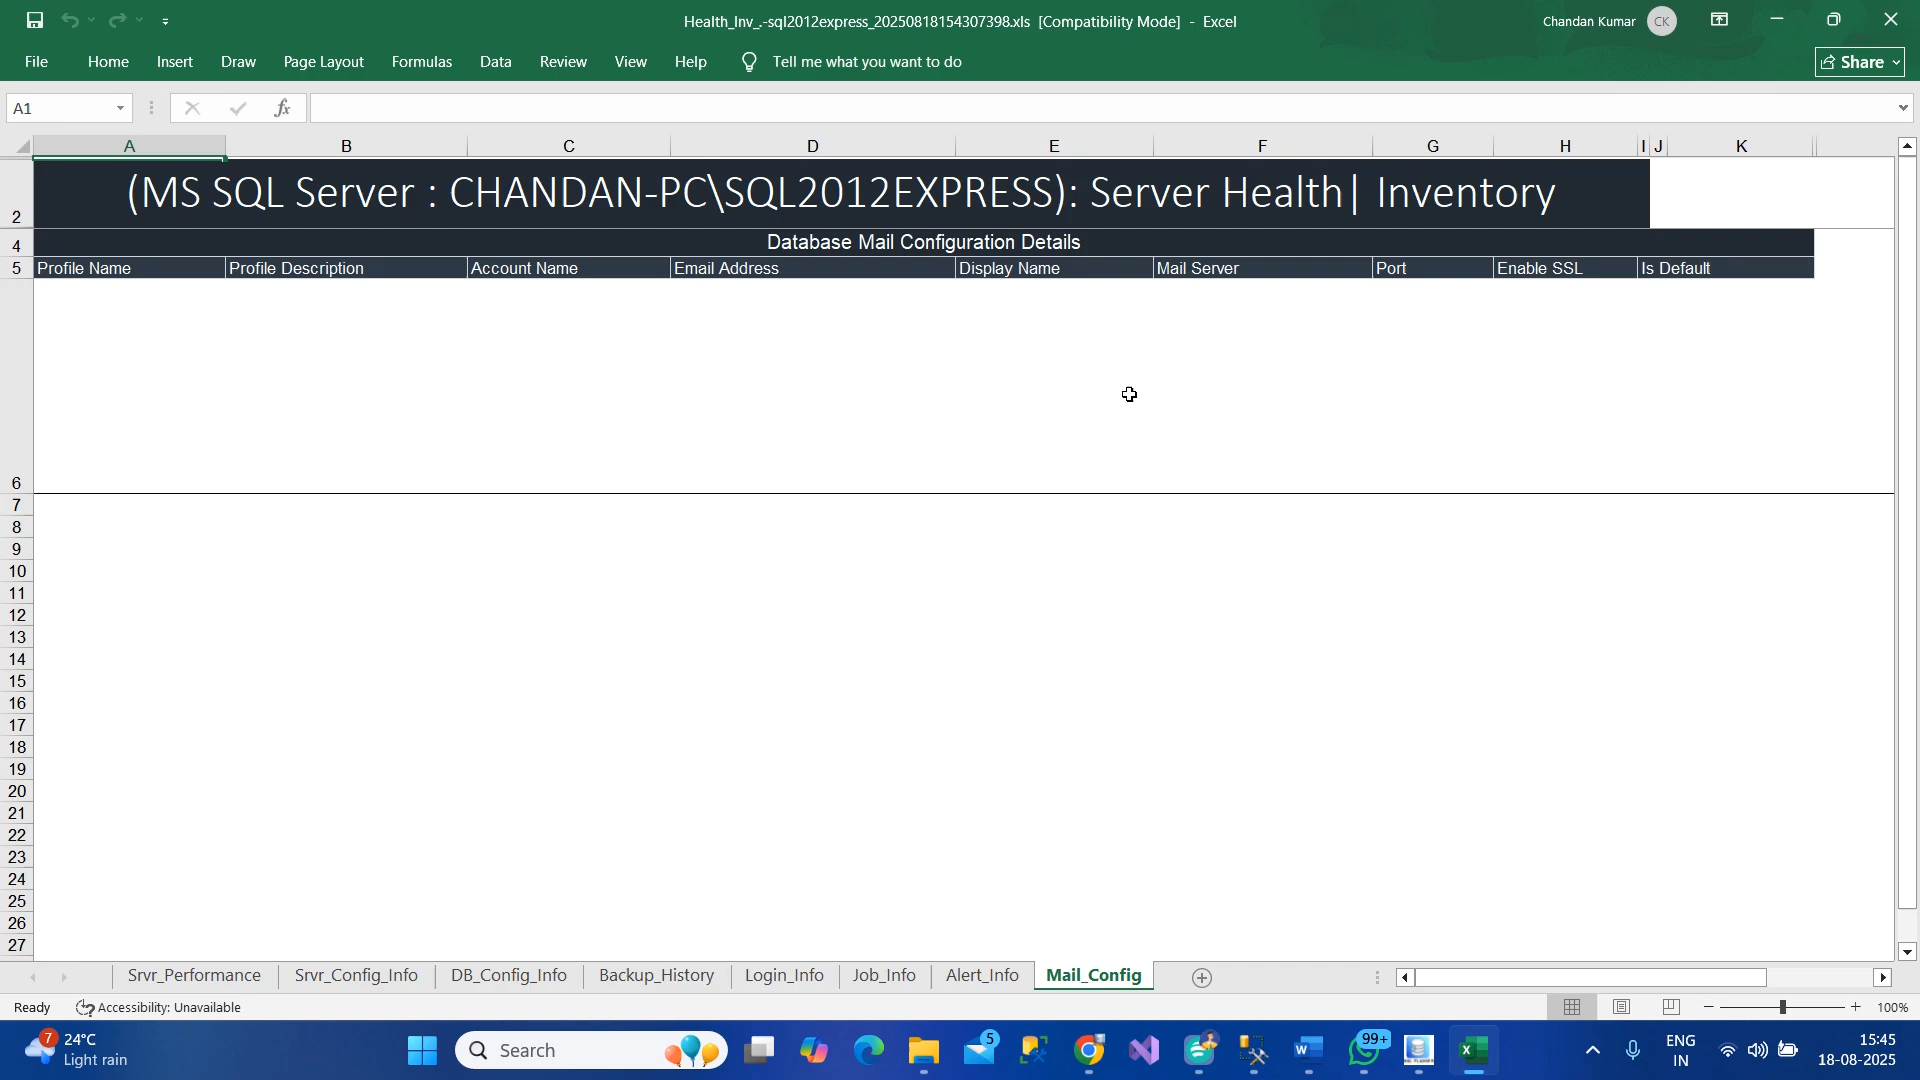 Health_Inv_.-sql2012express_20250818154307398.xls [Compatibility Mode] - Excel
Chandan Kumar CK
File Home Insert Draw Page Layout Formulas Data Review View Help Tell me what you want to do Share
A1 fx
A B C D E F G H I J K
2 (MS SQL Server : CHANDAN-PC\SQL2012EXPRESS): Server Health| Inventory
4 Database Mail Configuration Details
5 Profile Name Profile Description Account Name Email Address Display Name Mail Server Port Enable SSL Is Default
6
7
8
9
10
11
12
13
14
15
16
17
18
19
20
21
22
23
24
25
26
27
Srvr_Performance Srvr_Config_Info DB_Config_Info Backup_History Login_Info Job_Info Alert_Info Mail_Config
Ready Accessibility: Unavailable 100%
7 24°C Search 5 99+ ENG 15:45
Light rain IN 18-08-2025